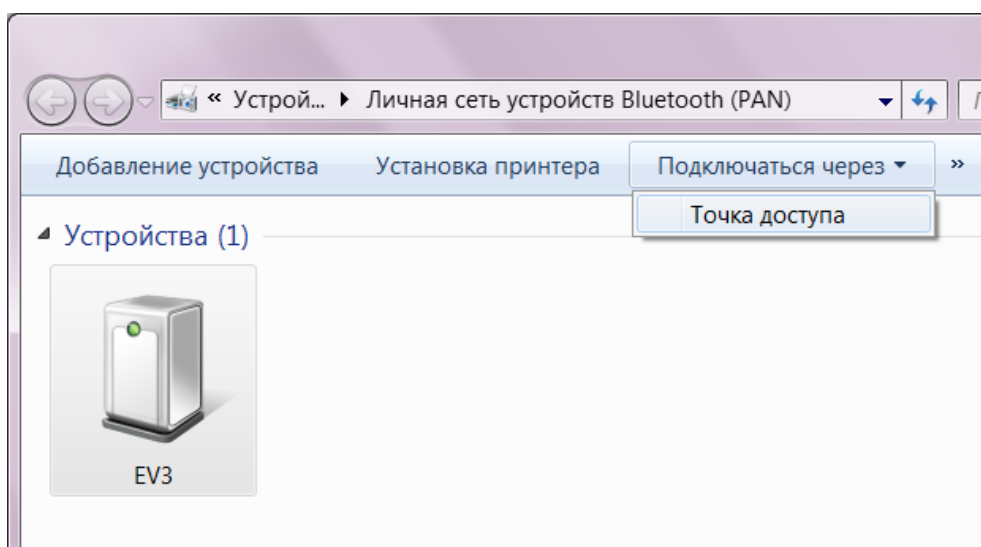 « Устрой... Личная сеть устройств Bluetooth (PAN)
Добавление устройства Установка принтера Подключаться через »
Точка доступа
Устройства (1)
EV3